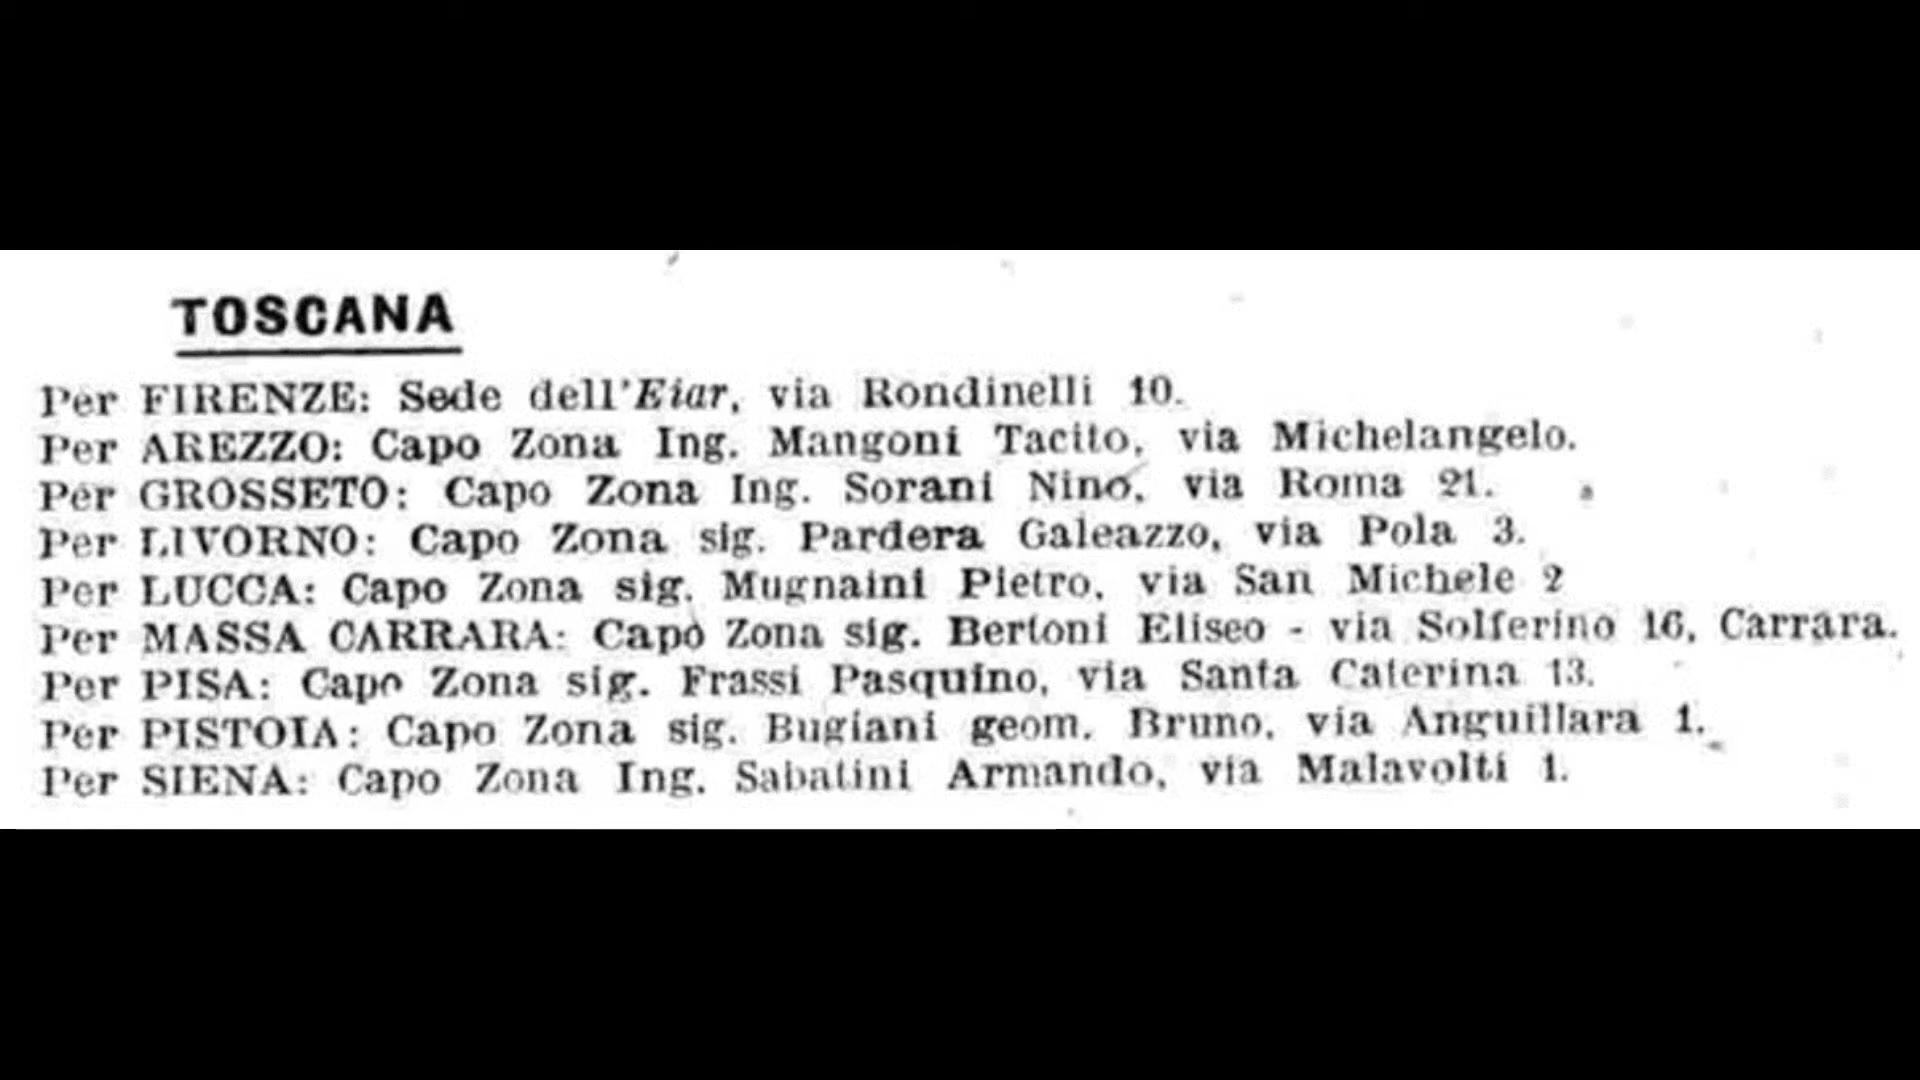 TOSCANA
Per FIRENZE: Sede dell'Eiar, via Rondinelli 10.
Per AREZZO: Capo Zona Ing. Mangoni Tacito, via Michelangelo.
Per GROSSETO: Capo Zona Ing. Sorani Nino, via Roma 21.
Per LIVORNO: Capo Zona sig. Pardera Galeazzo, via Pola 3.
Per LUCCA: Capo Zona sig. Mugnaini Pietro, via San Michele 2
Per MASSA CARRARA: Capo Zona sig. Bertoni Eliseo - via Solferino 16, Carrara.
Per PISA: Capo Zona sig. Frassi Pasquino, via Santa Caterina 13.
Per PISTOIA: Capo Zona sig. Bugiani geom. Bruno, via Anguillara 1.
Per SIENA: Capo Zona Ing. Sabatini Armando, via Malavolti 1.